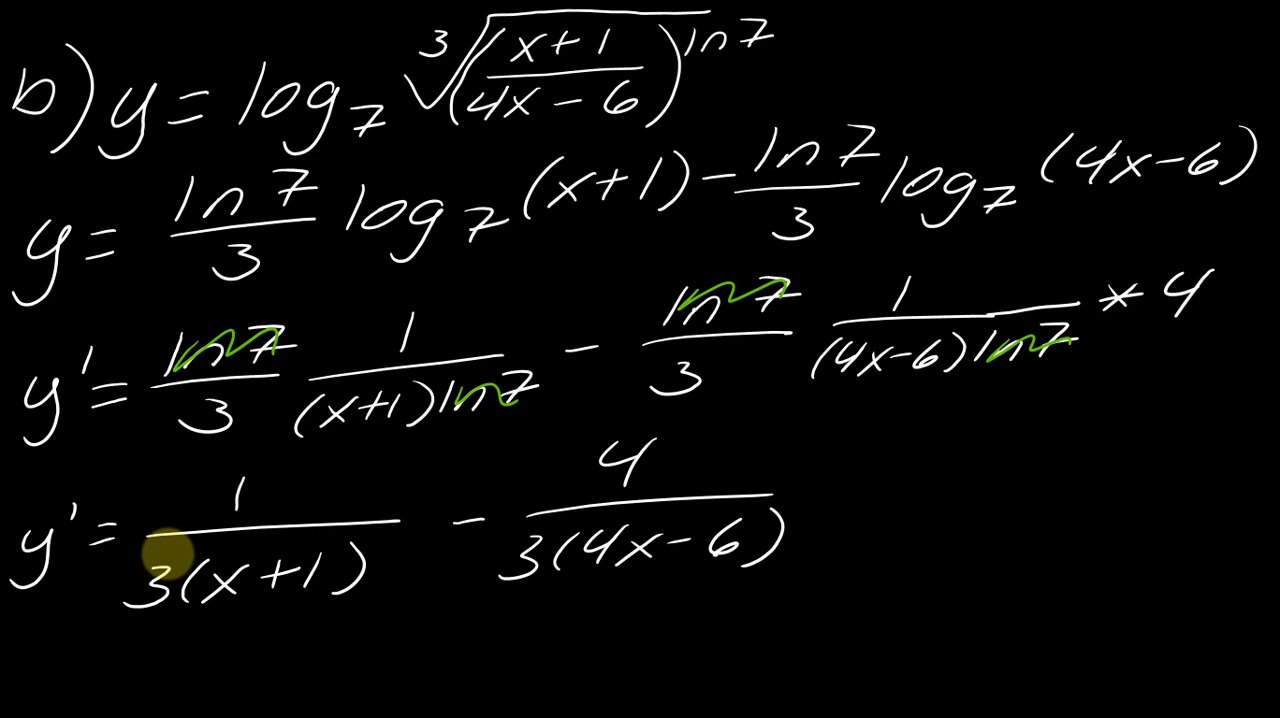 b) y = log₇ ∛((x+1)/(4x-6))^ln7
y = ln7/3 log₇ (x+1) - ln7/3 log₇ (4x-6)
y' = ln7/3 1/((x+1)ln7) - ln7/3 1/((4x-6)ln7) * 4
y' = 1/(3(x+1)) - 4/(3(4x-6))